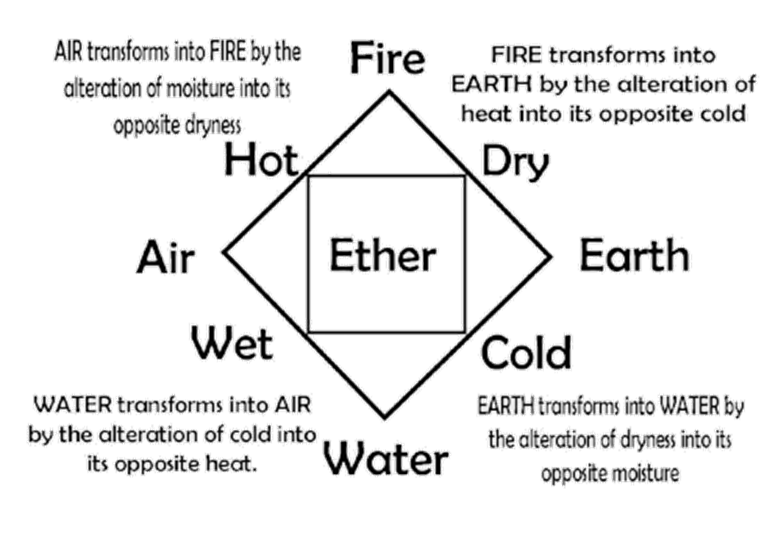 AIR transforms into FIRE by the
alteration of moisture into its
opposite dryness
Fire
FIRE transforms into
EARTH by the alteration of
heat into its opposite cold
Hot
Dry
Air
Ether
Earth
Wet
Cold
WATER transforms into AIR
by the alteration of cold into
its opposite heat.
Water
EARTH transforms into WATER by
the alteration of dryness into its
opposite moisture